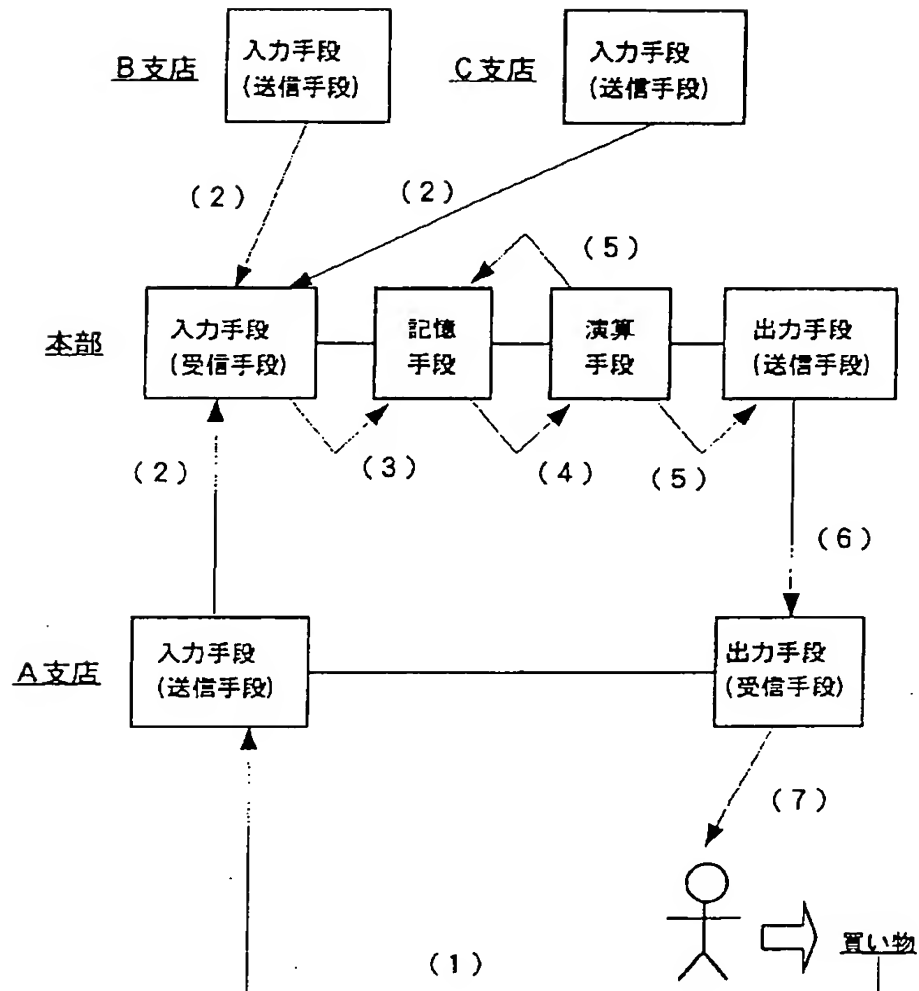 B支店
入力手段
(送信手段)
C支店
入力手段
(送信手段)
(2)
(2)
(5)
本部
入力手段
(受信手段)
記憶
手段
演算
手段
出力手段
(送信手段)
(2)
(3)
(4)
(5)
(6)
A支店
入力手段
(送信手段)
出力手段
(受信手段)
(7)
(1)
買い物